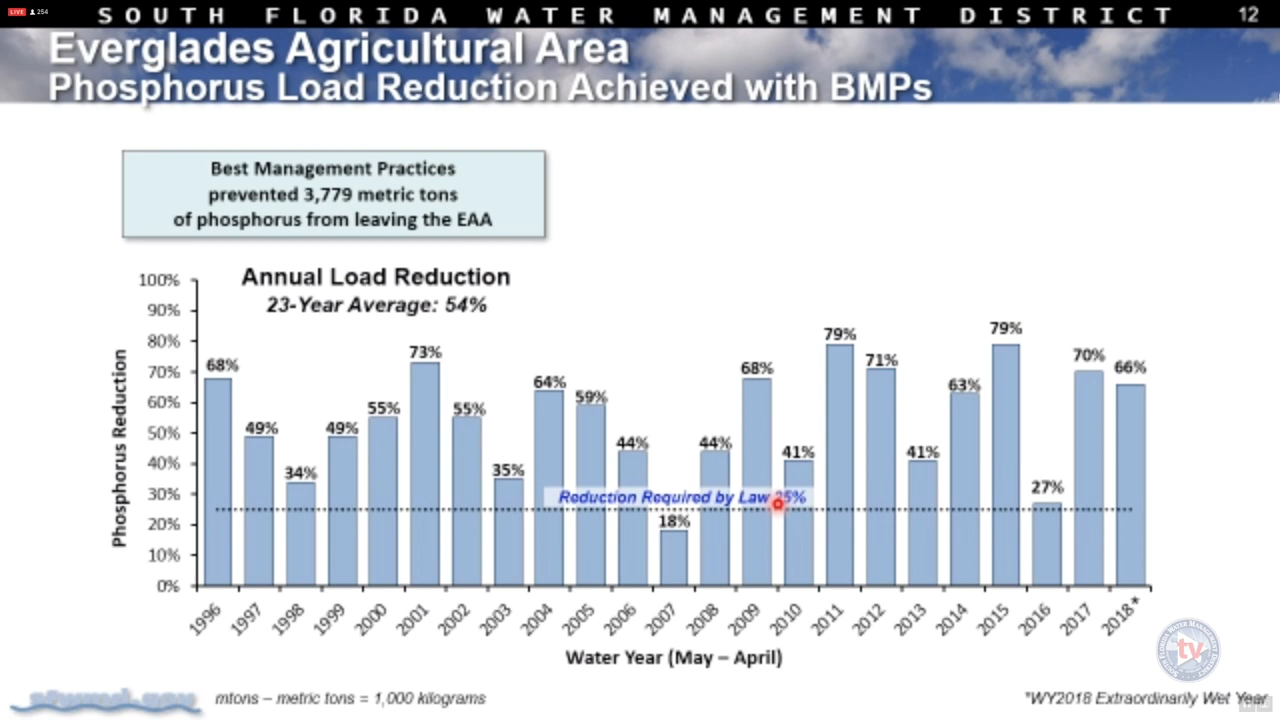 LIVE 254
SOUTH FLORIDA WATER MANAGEMENT DISTRICT 12
Everglades Agricultural Area
Phosphorus Load Reduction Achieved with BMPs
Best Management Practices
prevented 3,779 metric tons
of phosphorus from leaving the EAA
Annual Load Reduction
23-Year Average: 54%
Phosphorus Reduction
100%
90%
80%
70%
60%
50%
40%
30%
20%
10%
0%
68% 49% 34% 49% 55% 73% 55% 35% 64% 59% 44% 18% 44% 68% 41% 79% 71% 41% 63% 79% 27% 70% 66%
Reduction Required by Law 25%
1996 1997 1998 1999 2000 2001 2002 2003 2004 2005 2006 2007 2008 2009 2010 2011 2012 2013 2014 2015 2016 2017 2018*
Water Year (May – April)
tv
mtons – metric tons = 1,000 kilograms
*WY2018 Extraordinarily Wet Year